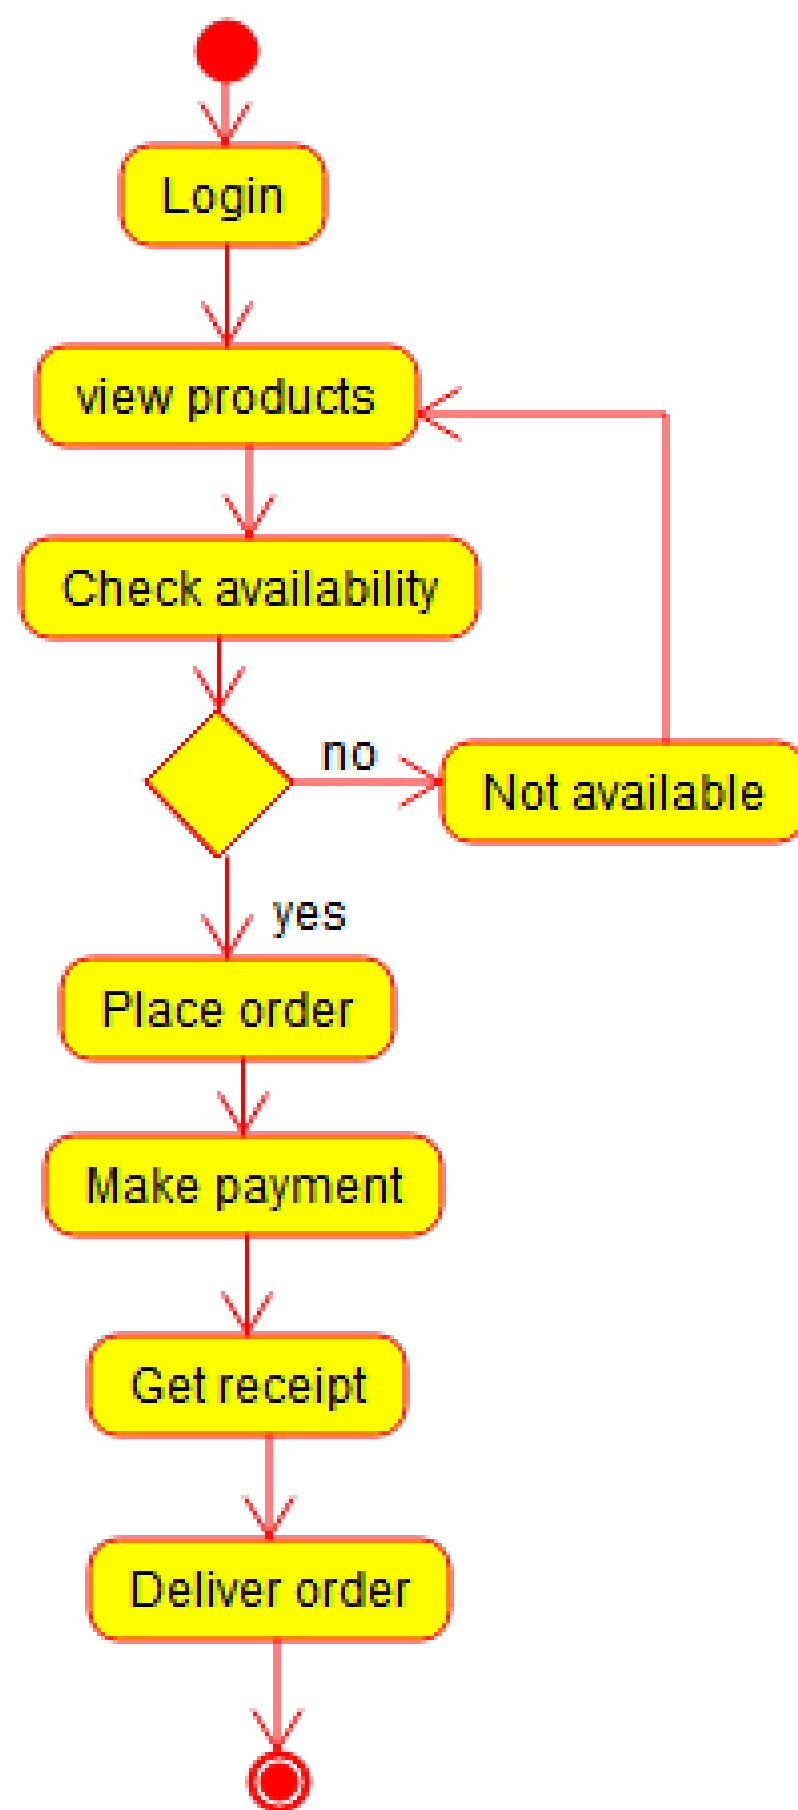 Login
view products
Check availability
no
Not available
yes
Place order
Make payment
Get receipt
Deliver order